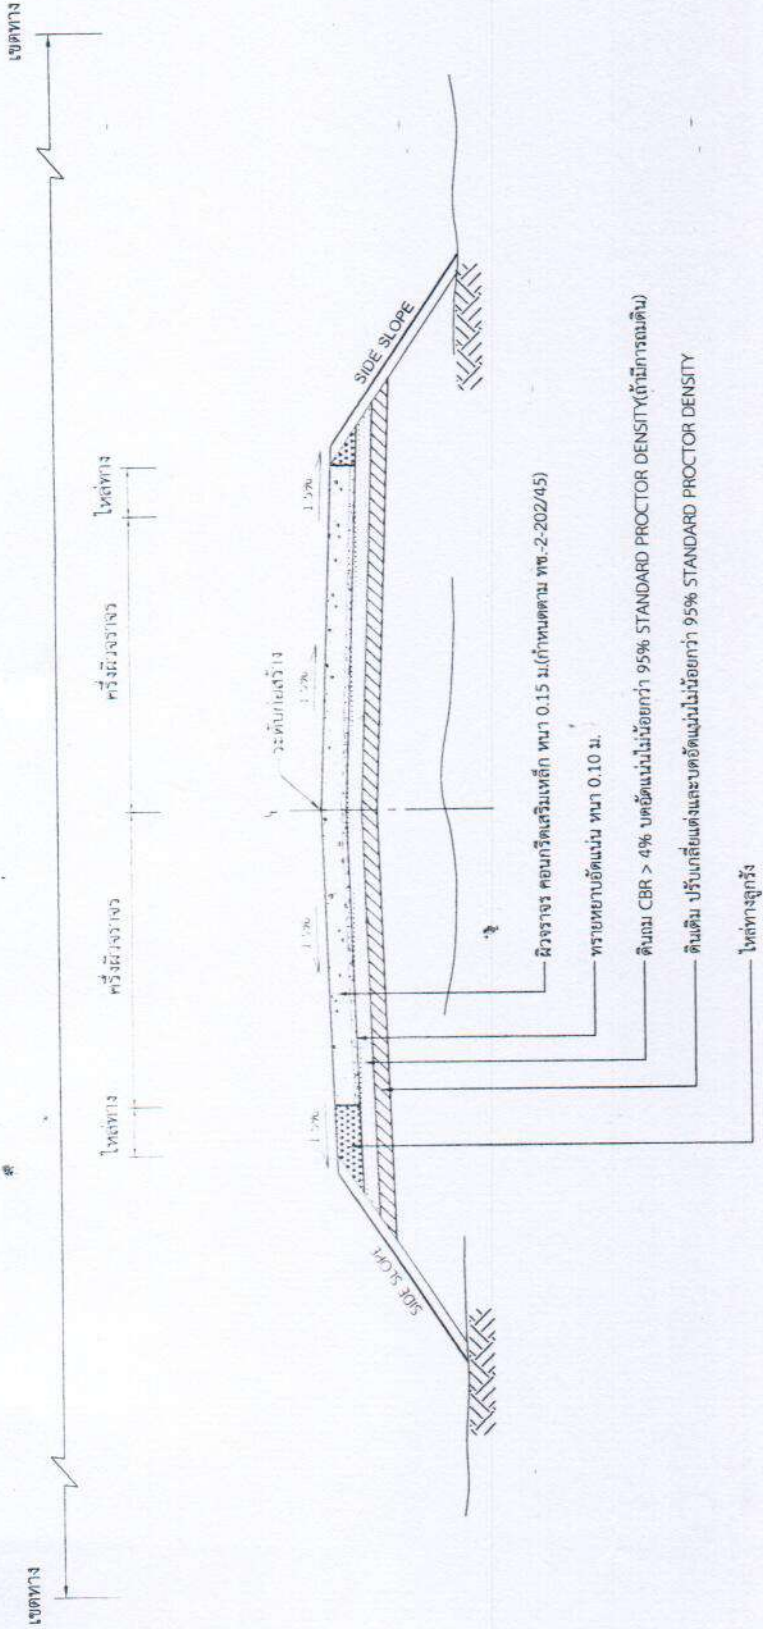 เขตทาง
เขตทาง
ไหล่ทาง
ครึ่งผิวจราจร
ครึ่งผิวจราจร
ไหล่ทาง
ระดับก่อสร้าง
SIDE SLOPE
SIDE SLOPE
ผิวจราจร คอนกรีตเสริมเหล็ก หนา 0.15 ม.(กำหนดตาม ทช.-2-202/45)
ทรายหยาบอัดแน่น หนา 0.10 ม.
ดินถม CBR > 4% บดอัดแน่นไม่น้อยกว่า 95% STANDARD PROCTOR DENSITY(ถ้ามีการถมดิน)
ดินเดิม ปรับเกลี่ยแต่งและบดอัดแน่นไม่น้อยกว่า 95% STANDARD PROCTOR DENSITY
ไหล่ทางลูกรัง